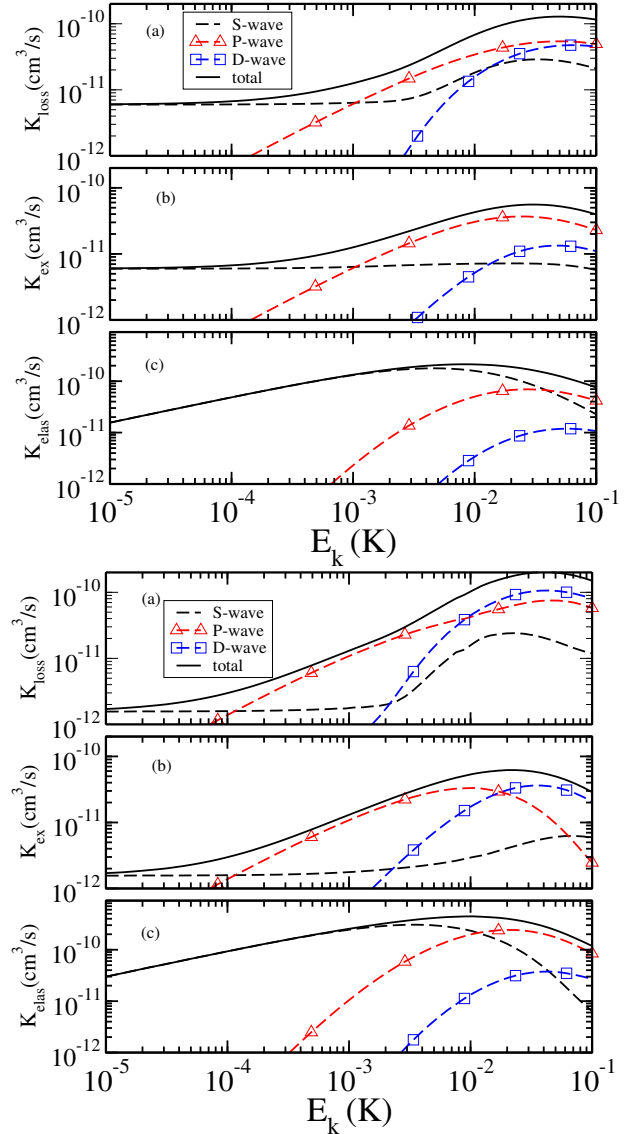 (a)
S-wave
P-wave
D-wave
total
K_loss(cm^3/s)
10^-10
10^-11
10^-12
(b)
K_ex(cm^3/s)
10^-10
10^-11
10^-12
(c)
K_elas(cm^3/s)
10^-10
10^-11
10^-12
10^-5 10^-4 10^-3 10^-2 10^-1
E_k (K)
(a)
S-wave
P-wave
D-wave
total
K_loss(cm^3/s)
10^-10
10^-11
10^-12
(b)
K_ex(cm^3/s)
10^-10
10^-11
10^-12
(c)
K_elas(cm^3/s)
10^-10
10^-11
10^-12
10^-5 10^-4 10^-3 10^-2 10^-1
E_k (K)